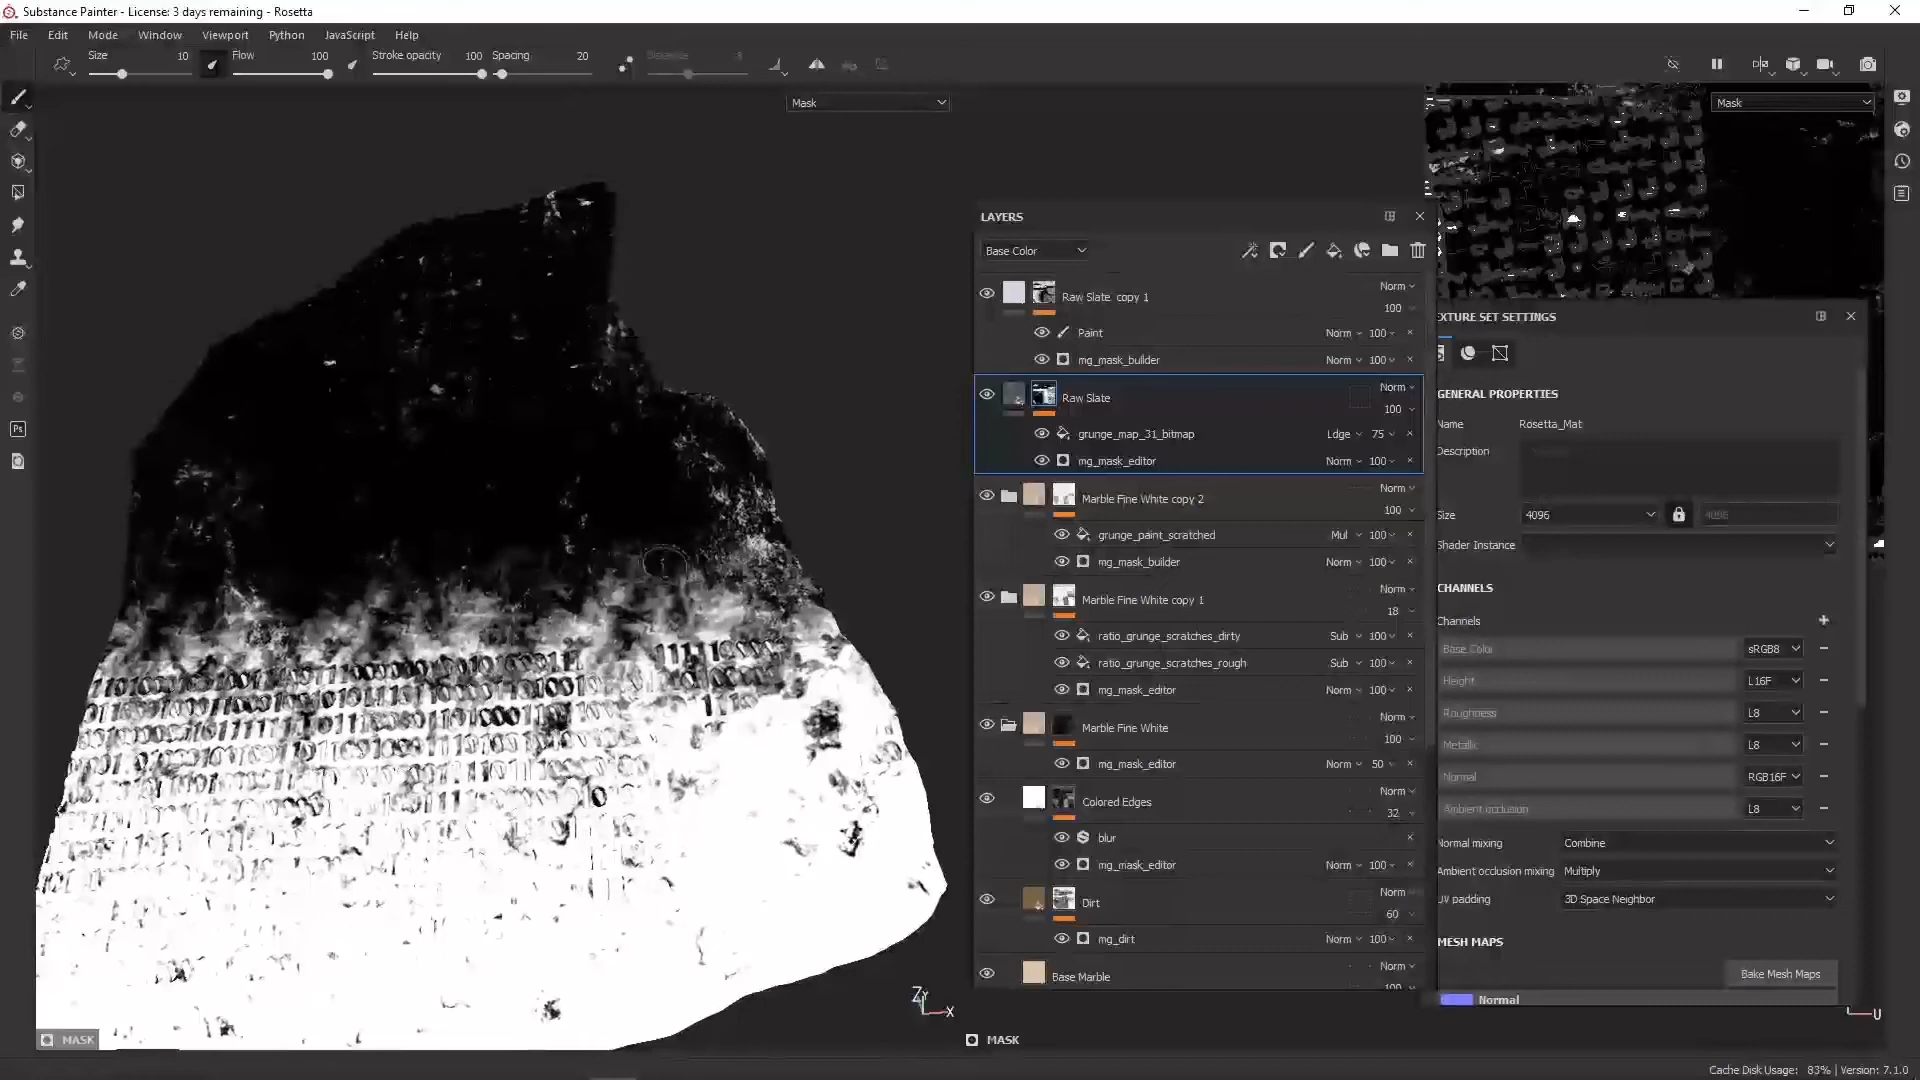 Substance Painter - License: 3 days remaining - Rosetta
File Edit Mode Window Viewport Python JavaScript Help
Size 10 Flow 100 Stroke opacity 100 Spacing 20 Distance 8
Mask
Mask
LAYERS
Base Color
Raw Slate copy 1 Norm 100
Paint Norm 100
mg_mask_builder Norm 100
Raw Slate Norm 100
grunge_map_31_bitmap Ldge 75
mg_mask_editor Norm 100
Marble Fine White copy 2 Norm 100
grunge_paint_scratched Mul 100
mg_mask_builder Norm 100
Marble Fine White copy 1 Norm 18
ratio_grunge_scratches_dirty Sub 100
ratio_grunge_scratches_rough Sub 100
mg_mask_editor Norm 100
Marble Fine White Norm 100
mg_mask_editor Norm 50
Colored Edges Norm 32
blur
mg_mask_editor Norm 100
Dirt Norm 60
mg_dirt Norm 100
Base Marble Norm 100
EXTURE SET SETTINGS
GENERAL PROPERTIES
Name Rosetta_Mat
Description
Size 4096 4096
Shader Instance
CHANNELS
Channels
Base Color sRGB8
Height L16F
Roughness L8
Metallic L8
Normal RGB16F
Ambient occlusion L8
Normal mixing Combine
Ambient occlusion mixing Multiply
UV padding 3D Space Neighbor
MESH MAPS
Bake Mesh Maps
Normal
Ps
Z Y X
U
MASK
MASK
Cache Disk Usage: 83% | Version: 7.1.0